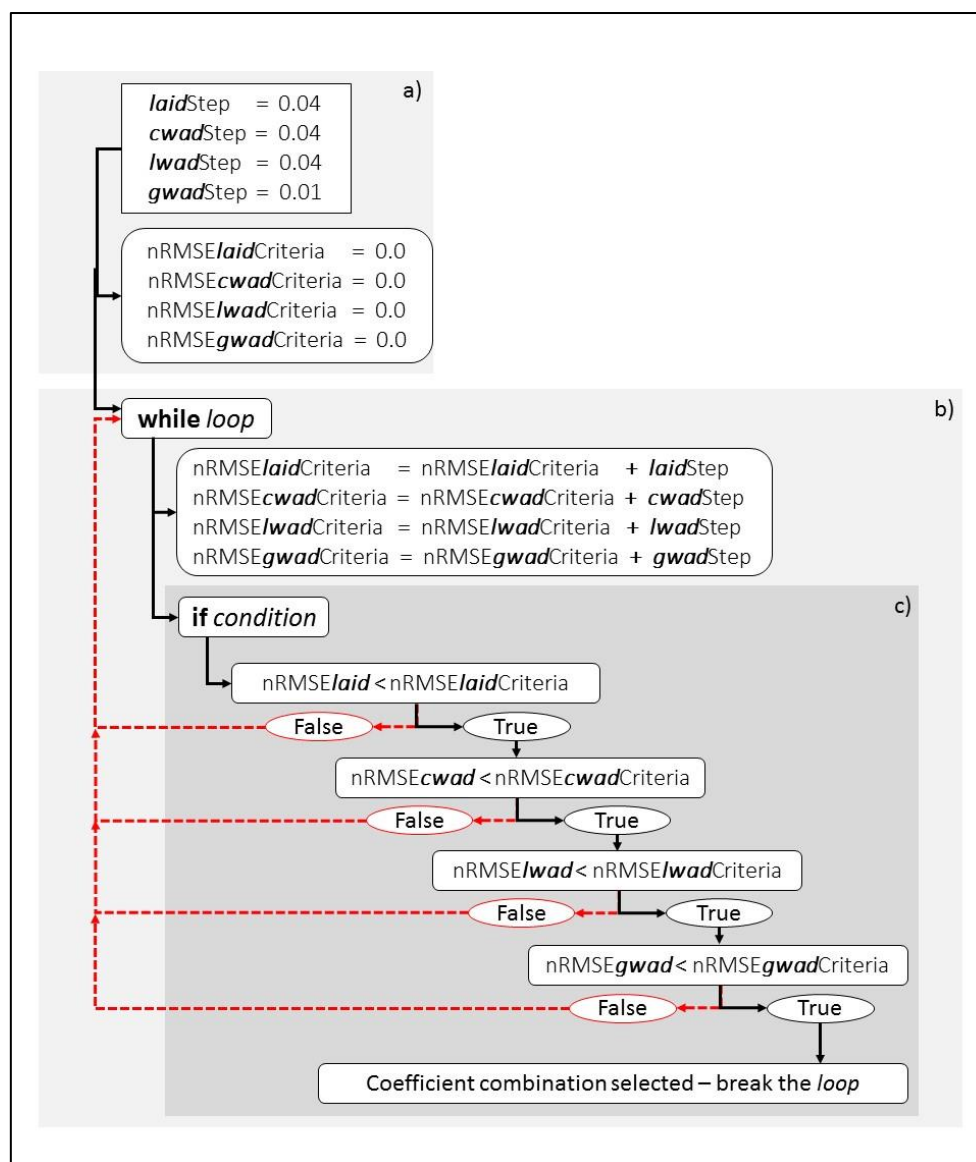 a)
laidStep = 0.04
cwadStep = 0.04
lwadStep = 0.04
gwadStep = 0.01
nRMSElaidCriteria = 0.0
nRMSEcwadCriteria = 0.0
nRMSElwadCriteria = 0.0
nRMSEgwadCriteria = 0.0
b)
while loop
nRMSElaidCriteria = nRMSElaidCriteria + laidStep
nRMSEcwadCriteria = nRMSEcwadCriteria + cwadStep
nRMSElwadCriteria = nRMSElwadCriteria + lwadStep
nRMSEgwadCriteria = nRMSEgwadCriteria + gwadStep
c)
if condition
nRMSElaid < nRMSElaidCriteria
False True
nRMSEcwad < nRMSEcwadCriteria
False True
nRMSElwad < nRMSElwadCriteria
False True
nRMSEgwad < nRMSEgwadCriteria
False True
Coefficient combination selected – break the loop